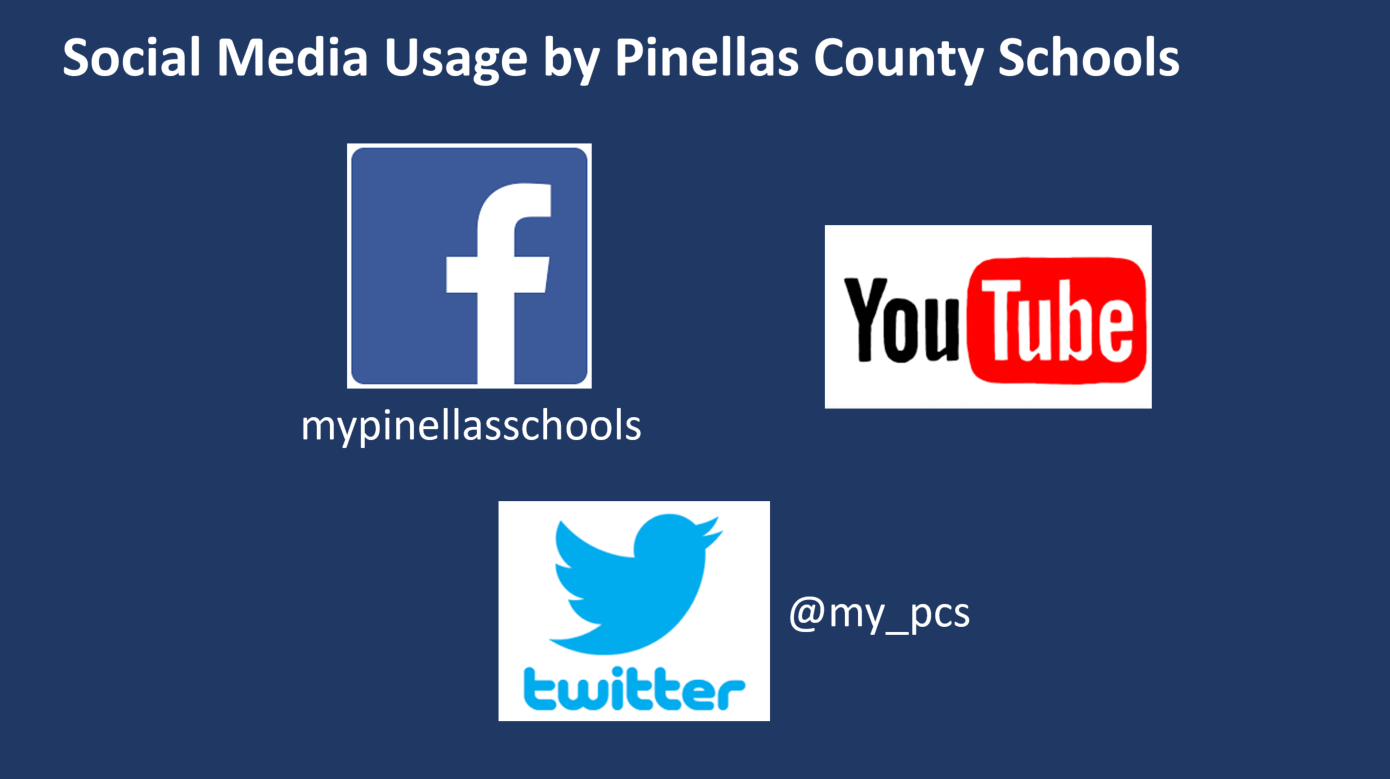 Social Media Usage by Pinellas County Schools
f
YouTube
mypinellasschools
twitter
@my_pcs